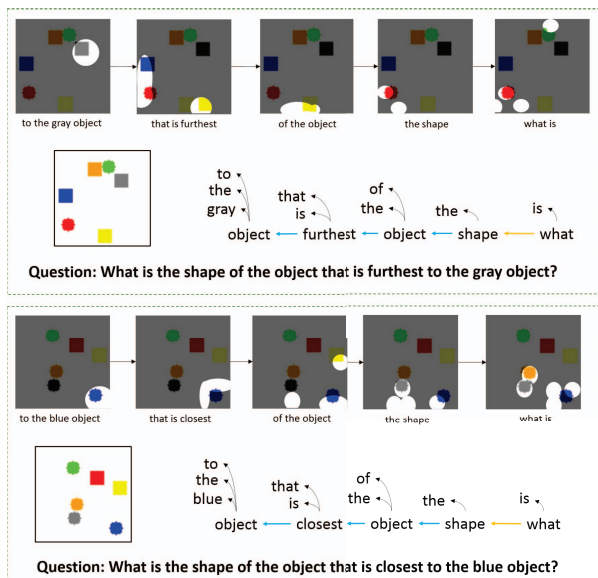 to the gray object that is furthest of the object the shape what is
to
the
gray
that
is
of
the
the
is
object furthest object shape what
Question: What is the shape of the object that is furthest to the gray object?
to the blue object that is closest of the object the shape what is
to
the
blue
that
is
of
the
the
is
object closest object shape what
Question: What is the shape of the object that is closest to the blue object?